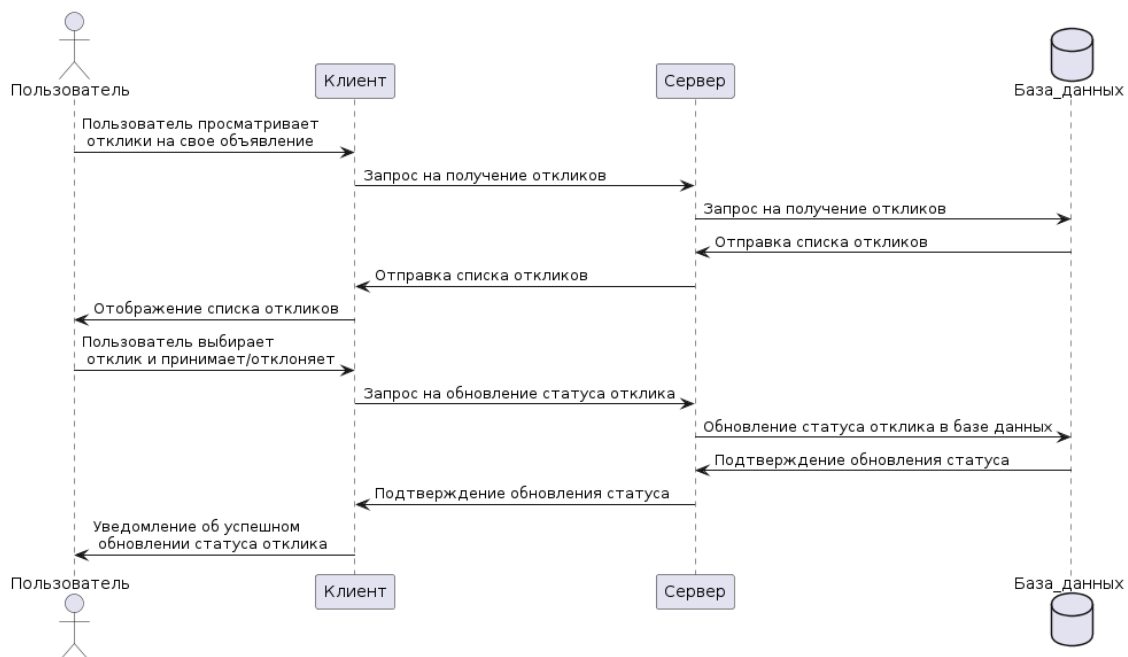 Пользователь
Клиент
Сервер
База_данных
Пользователь просматривает
отклики на свое объявление
Запрос на получение откликов
Запрос на получение откликов
Отправка списка откликов
Отправка списка откликов
Отображение списка откликов
Пользователь выбирает
отклик и принимает/отклоняет
Запрос на обновление статуса отклика
Обновление статуса отклика в базе данных
Подтверждение обновления статуса
Подтверждение обновления статуса
Уведомление об успешном
обновлении статуса отклика
Пользователь
Клиент
Сервер
База_данных